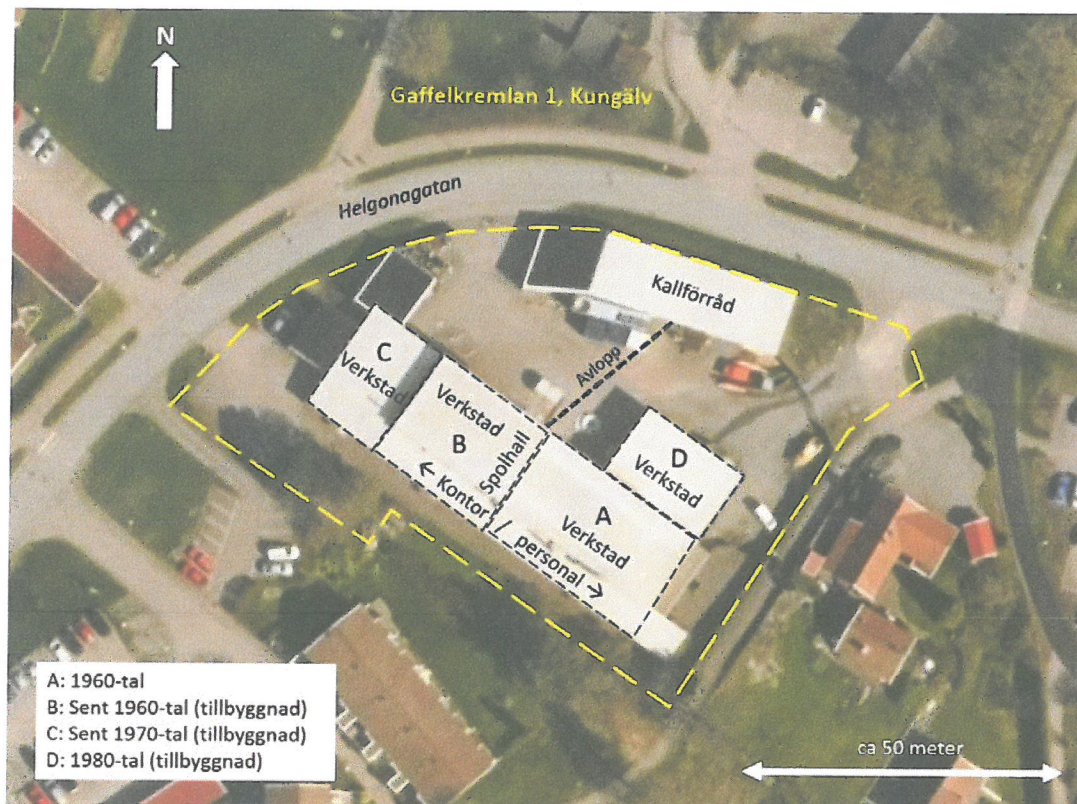 N
Gaffelkremlan 1, Kungälv
Helgonagatan
Kallförråd
Avlopp
C
Verkstad
Verkstad
B
Spolhall
D
Verkstad
A
Verkstad
← Kontor / personal →
A: 1960-tal
B: Sent 1960-tal (tillbyggnad)
C: Sent 1970-tal (tillbyggnad)
D: 1980-tal (tillbyggnad)
ca 50 meter